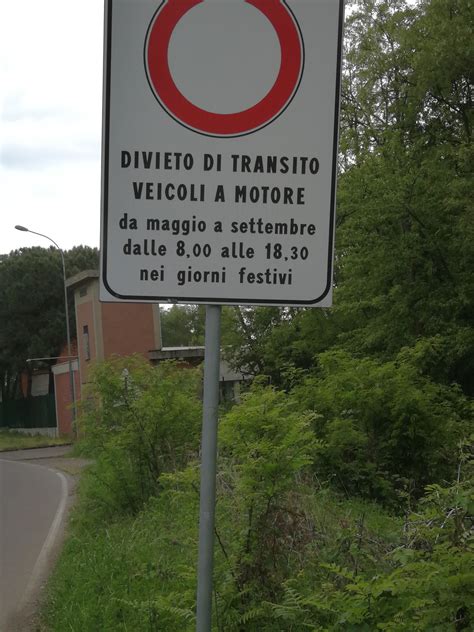 DIVIETO DI TRANSITO
VEICOLI A MOTORE
da maggio a settembre
dalle 8,00 alle 18,30
nei giorni festivi